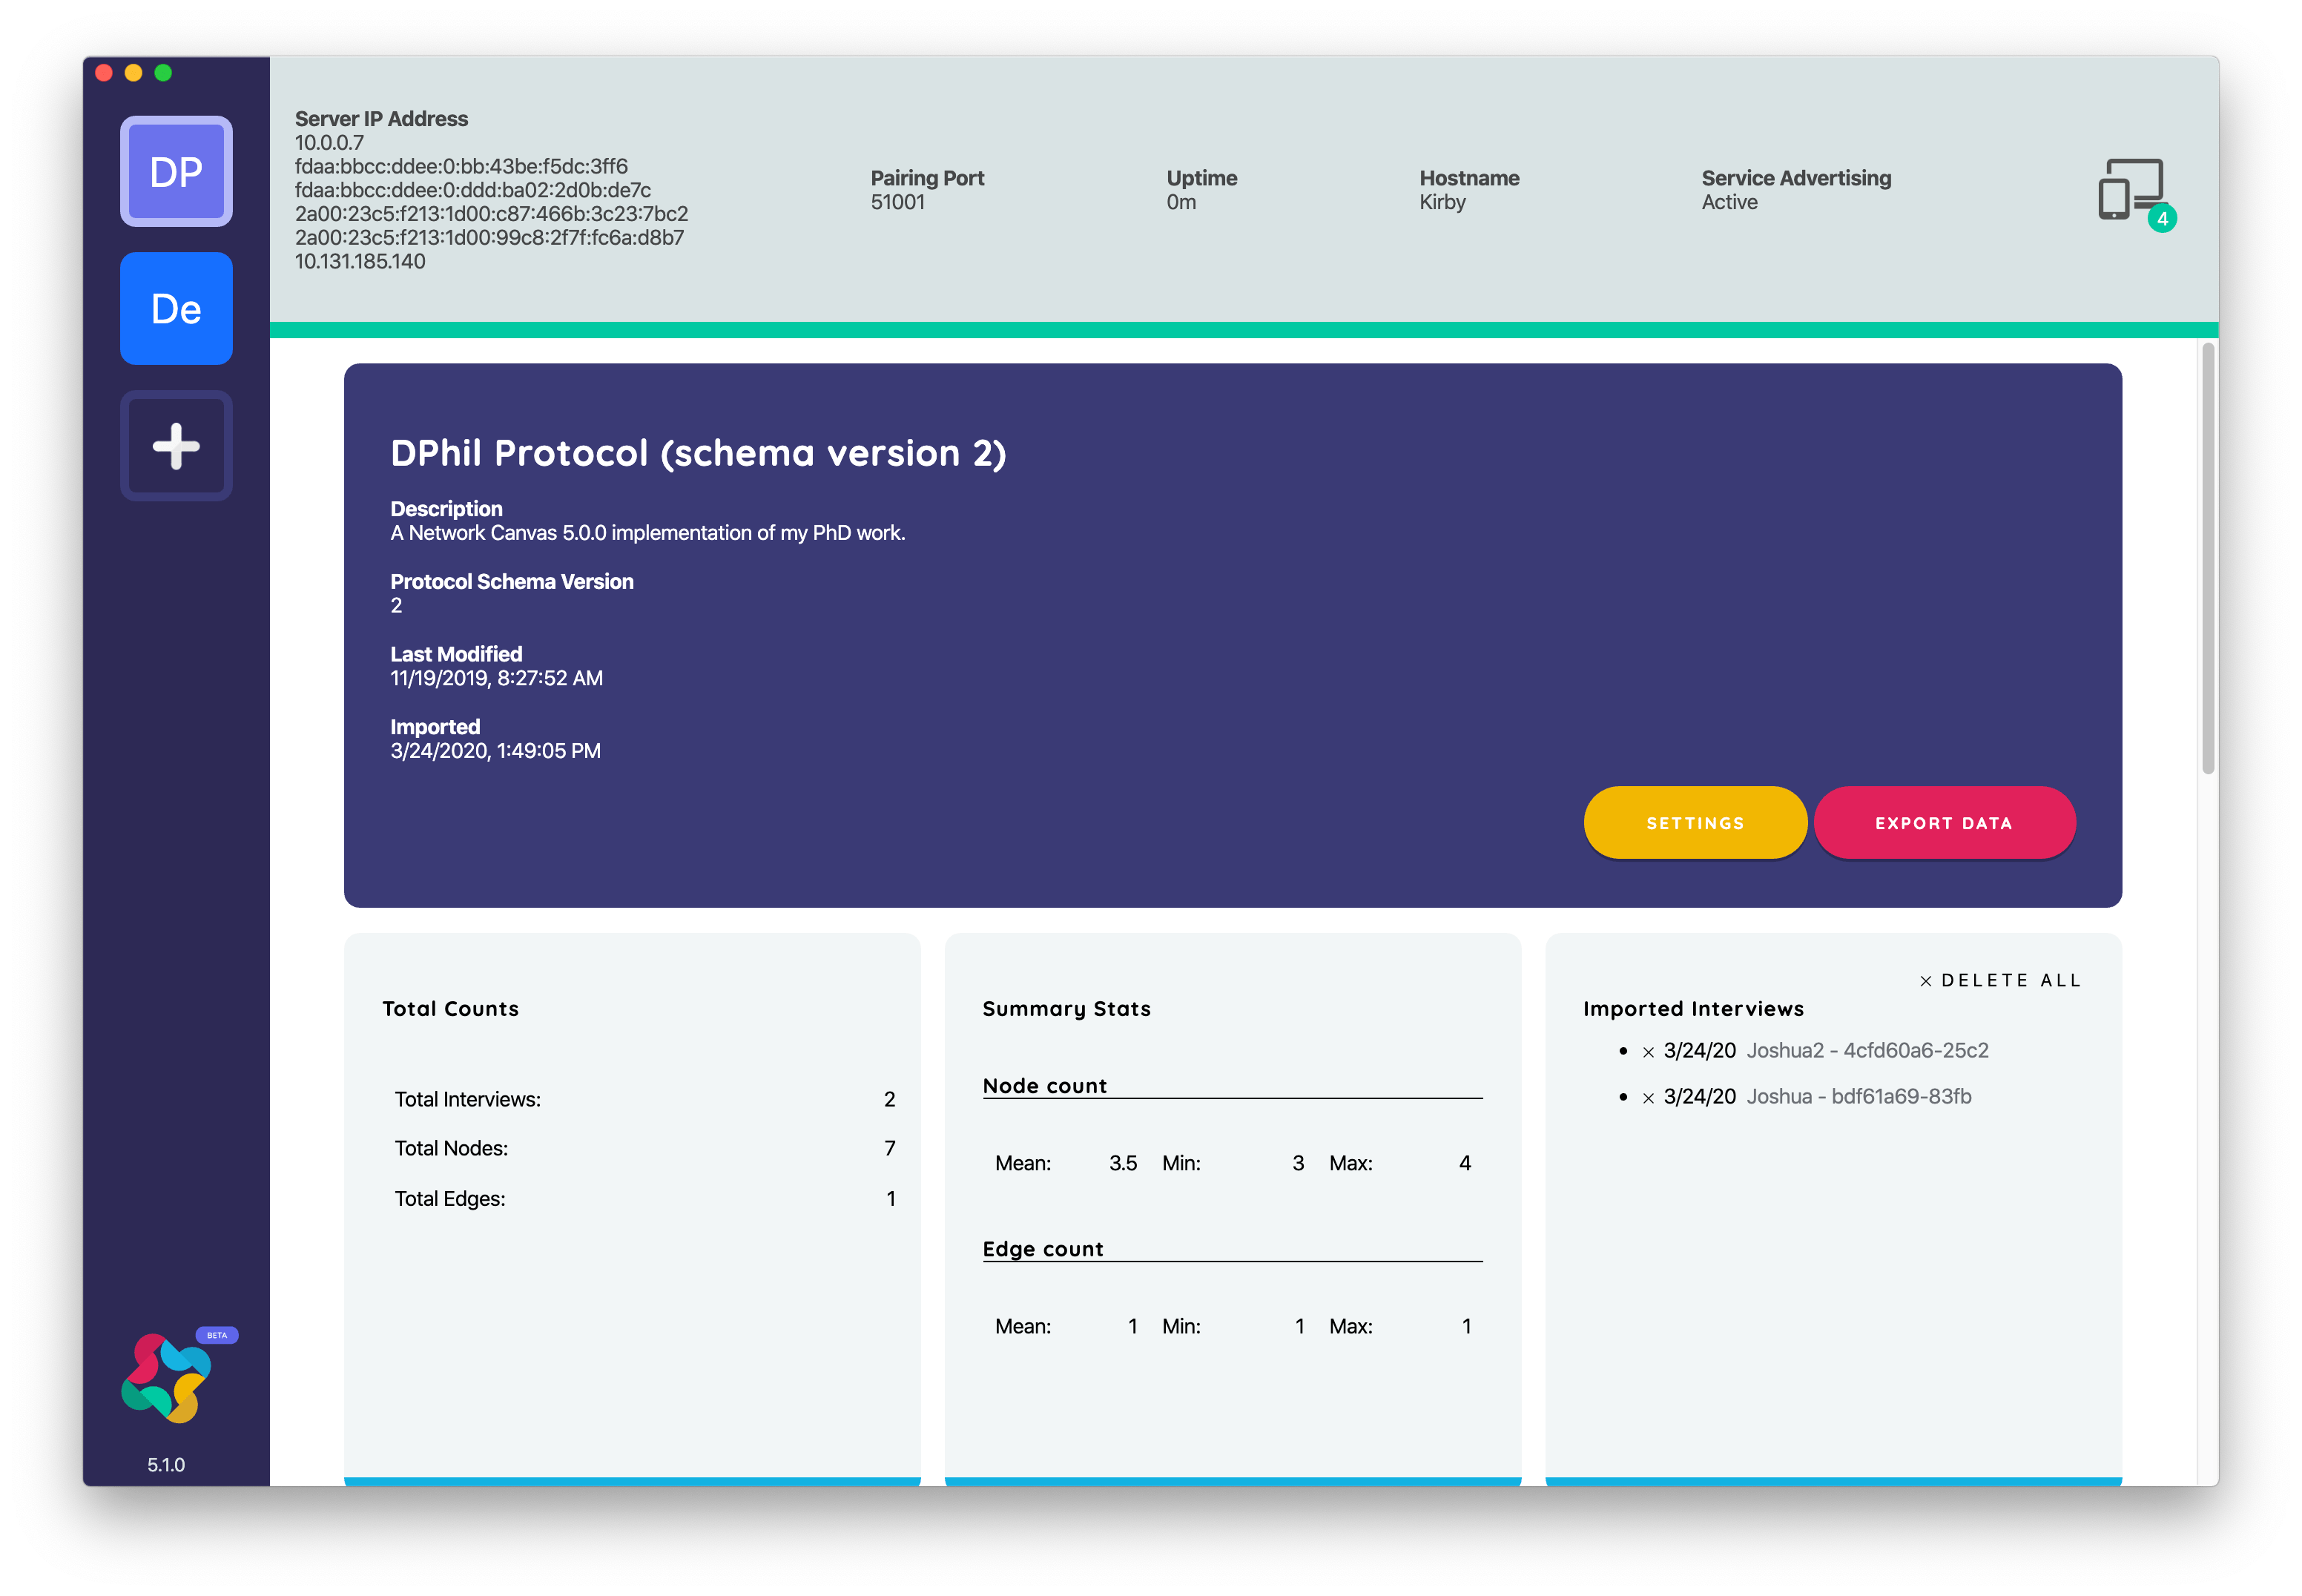 DP
De
BETA
5.1.0
Server IP Address
10.0.0.7
fdaa:bbcc:ddee:0:bb:43be:f5dc:3ff6
fdaa:bbcc:ddee:0:ddd:ba02:2d0b:de7c
2a00:23c5:f213:1d00:c87:466b:3c23:7bc2
2a00:23c5:f213:1d00:99c8:2f7f:fc6a:d8b7
10.131.185.140
Pairing Port
51001
Uptime
0m
Hostname
Kirby
Service Advertising
Active
4
DPhil Protocol (schema version 2)
Description
A Network Canvas 5.0.0 implementation of my PhD work.
Protocol Schema Version
2
Last Modified
11/19/2019, 8:27:52 AM
Imported
3/24/2020, 1:49:05 PM
SETTINGS
EXPORT DATA
Total Counts
Total Interviews: 2
Total Nodes: 7
Total Edges: 1
Summary Stats
Node count
Mean: 3.5 Min: 3 Max: 4
Edge count
Mean: 1 Min: 1 Max: 1
× DELETE ALL
Imported Interviews
• × 3/24/20 Joshua2 - 4cfd60a6-25c2
• × 3/24/20 Joshua - bdf61a69-83fb